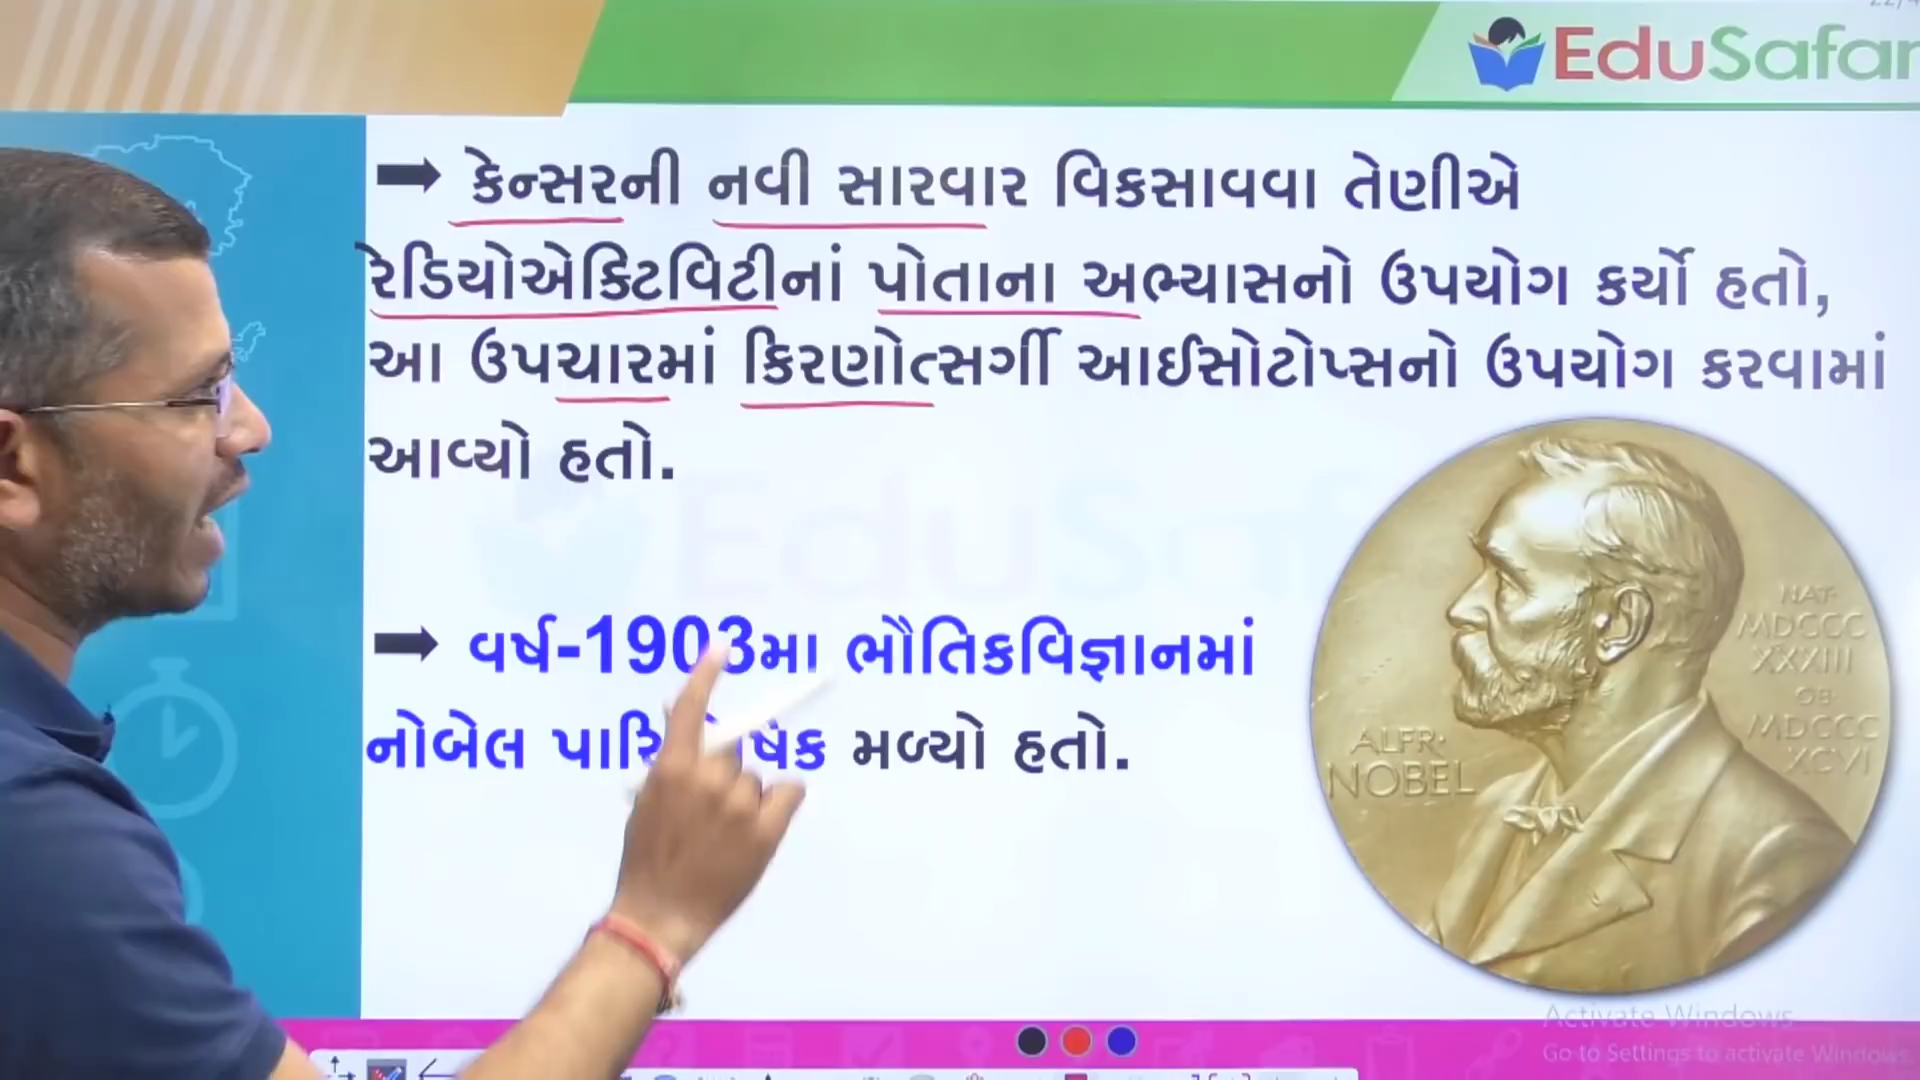 EduSafar
➡ કેન્સરની નવી સારવાર વિકસાવવા તેણીએ
રેડિયોએક્ટિવિટીનાં પોતાના અભ્યાસનો ઉપયોગ કર્યો હતો,
આ ઉપચારમાં કિરણોત્સર્ગી આઈસોટોપ્સનો ઉપયોગ કરવામાં
આવ્યો હતો.
➡ વર્ષ-1903મા ભૌતિકવિજ્ઞાનમાં
નોબેલ મળ્યો હતો.
ALFR·
NOBEL
NAT·
MDCCC
XXXIII
OB·
MDCCC
XCVI
Activate Windows
Go to Settings to activate Windows.